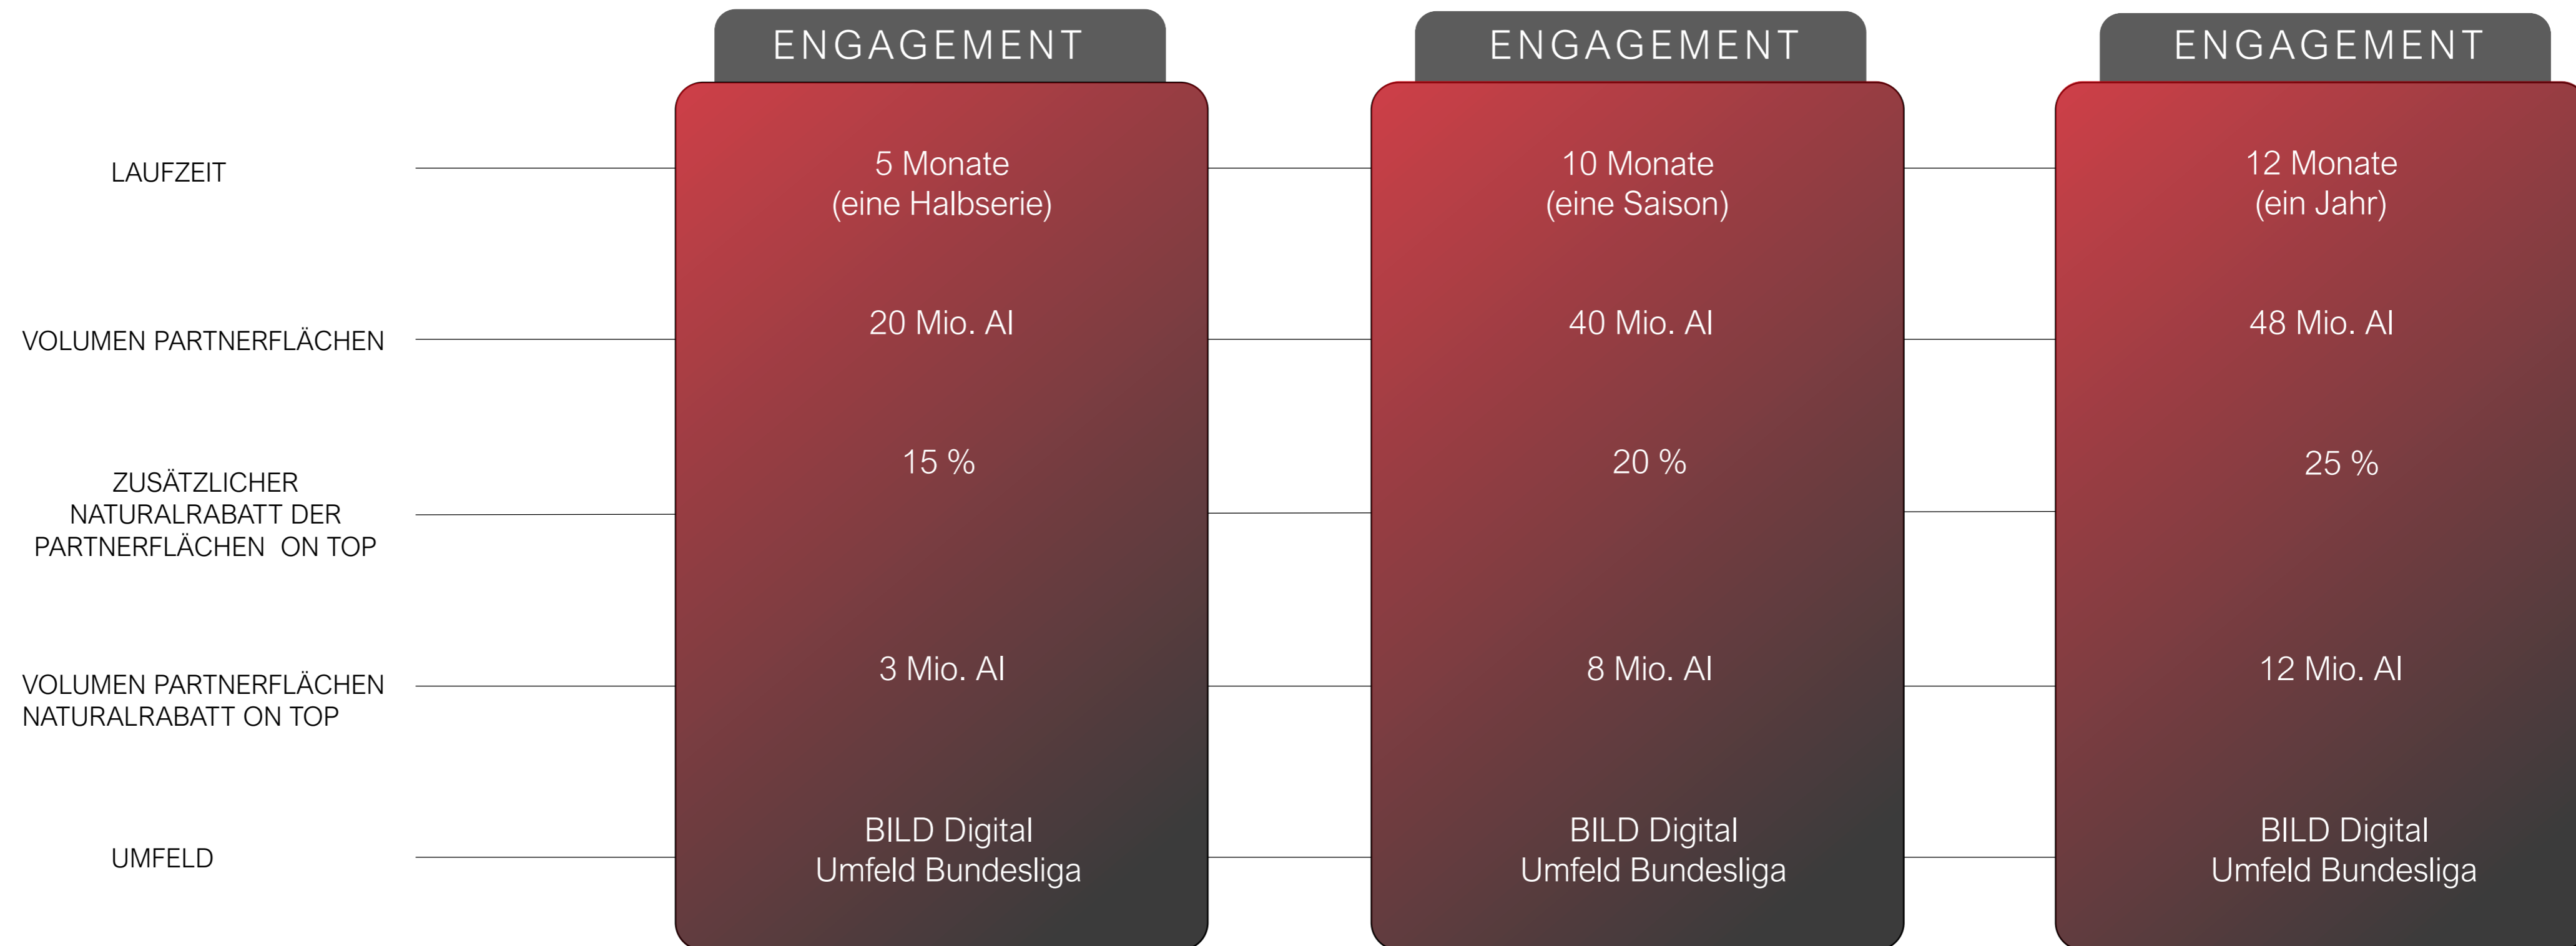 ENGAGEMENT
ENGAGEMENT
ENGAGEMENT
LAUFZEIT
5 Monate
(eine Halbserie)
10 Monate
(eine Saison)
12 Monate
(ein Jahr)
VOLUMEN PARTNERFLÄCHEN
20 Mio. AI
40 Mio. AI
48 Mio. AI
ZUSÄTZLICHER
NATURALRABATT DER
PARTNERFLÄCHEN ON TOP
15 %
20 %
25 %
VOLUMEN PARTNERFLÄCHEN
NATURALRABATT ON TOP
3 Mio. AI
8 Mio. AI
12 Mio. AI
UMFELD
BILD Digital
Umfeld Bundesliga
BILD Digital
Umfeld Bundesliga
BILD Digital
Umfeld Bundesliga